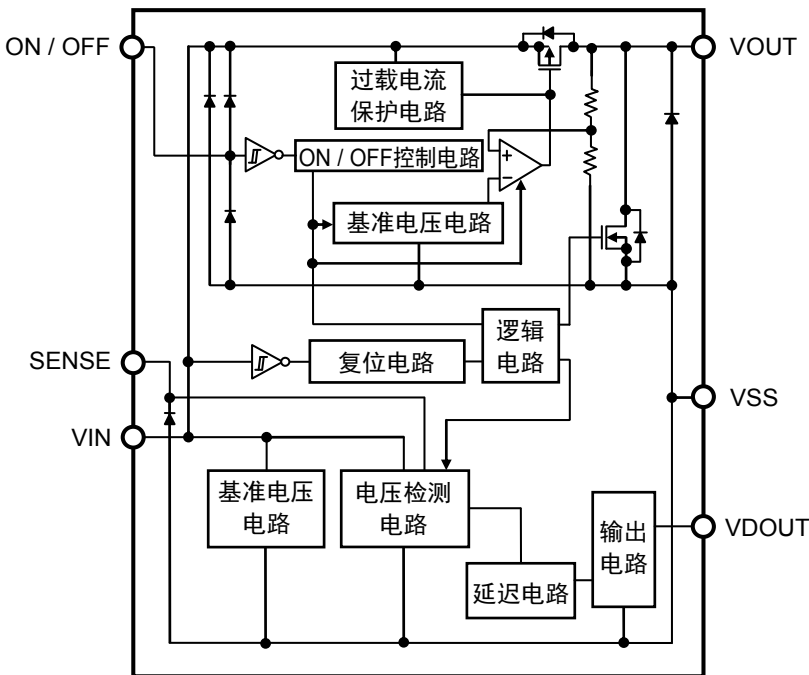 ON / OFF
VOUT
过载电流
保护电路
+
−
ON / OFF控制电路
基准电压电路
逻辑
电路
SENSE
复位电路
VSS
VIN
基准电压
电路
电压检测
电路
输出
电路
VDOUT
延迟电路